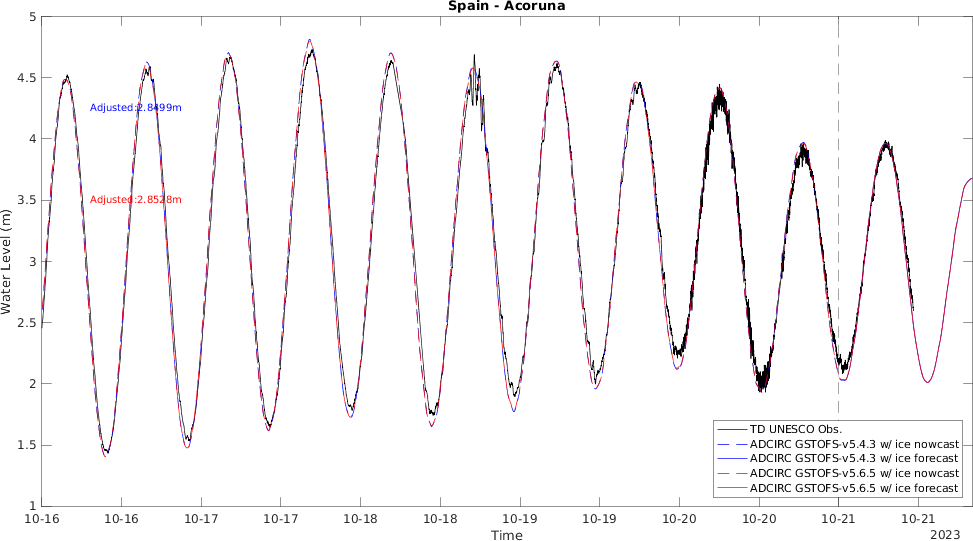 Spain - Acoruna
5
4.5
4
3.5
3
2.5
2
1.5
1
Water Level (m)
Adjusted:2.8499m
Adjusted:2.8528m
TD UNESCO Obs.
ADCIRC GSTOFS-v5.4.3 w/ ice nowcast
ADCIRC GSTOFS-v5.4.3 w/ ice forecast
ADCIRC GSTOFS-v5.6.5 w/ ice nowcast
ADCIRC GSTOFS-v5.6.5 w/ ice forecast
10-16 10-16 10-17 10-17 10-18 10-18 10-19 10-19 10-20 10-20 10-21 10-21
Time
2023